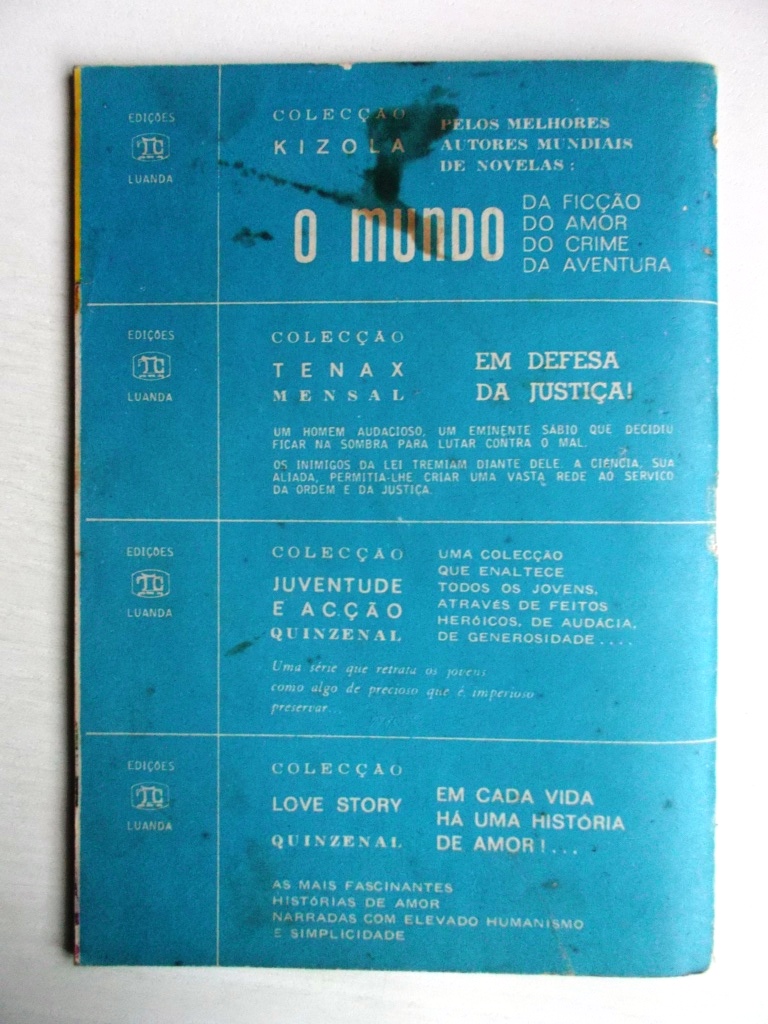 EDIÇÕES
TC
LUANDA
COLECÇAO
KIZOLA
PELOS MELHORES
AUTORES MUNDIAIS
DE NOVELAS:
O MUNDO
DA FICÇÃO
DO AMOR
DO CRIME
DA AVENTURA
EDIÇÕES
TC
LUANDA
COLECÇÃO
TENAX
MENSAL
EM DEFESA
DA JUSTIÇA!
UM HOMEM AUDACIOSO, UM EMINENTE SÁBIO QUE DECIDIU
FICAR NA SOMBRA PARA LUTAR CONTRA O MAL.
OS INIMIGOS DA LEI TREMIAM DIANTE DELE. A CIÊNCIA, SUA
ALIADA, PERMITIA-LHE CRIAR UMA VASTA REDE AO SERVIÇO
DA ORDEM E DA JUSTIÇA.
EDIÇÕES
TC
LUANDA
COLECÇÃO
JUVENTUDE
E ACÇÃO
QUINZENAL
UMA COLECÇÃO
QUE ENALTECE
TODOS OS JOVENS,
ATRAVÉS DE FEITOS
HERÓICOS, DE AUDÁCIA,
DE GENEROSIDADE....
Uma série que retrata os jovens
como algo de precioso que é imperioso
preservar...
EDIÇÕES
TC
LUANDA
COLECÇÃO
LOVE STORY
QUINZENAL
EM CADA VIDA
HÁ UMA HISTÓRIA
DE AMOR!...
AS MAIS FASCINANTES
HISTÓRIAS DE AMOR
NARRADAS COM ELEVADO HUMANISMO
E SIMPLICIDADE